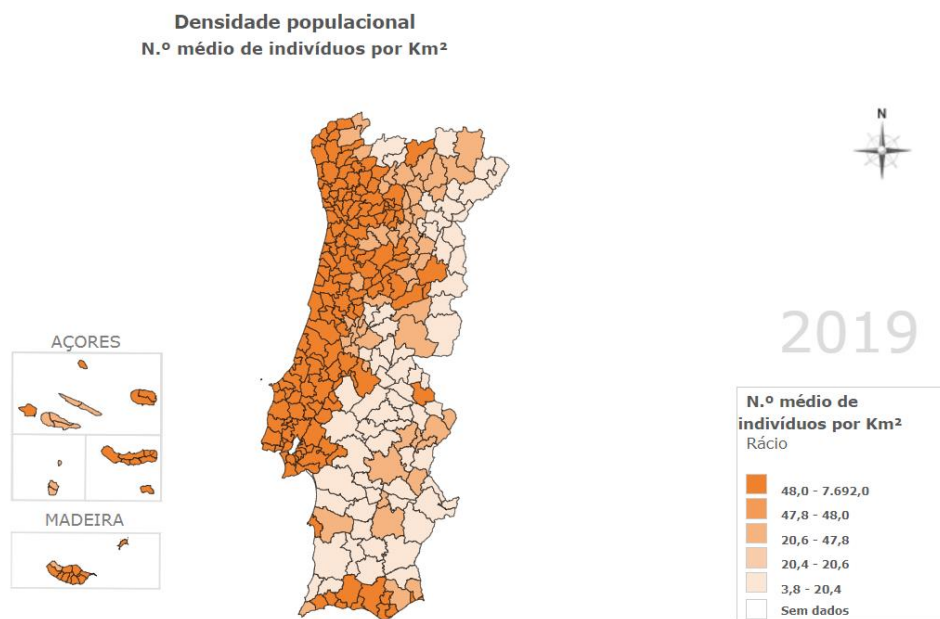 Densidade populacional
N.º médio de indivíduos por Km²
N
2019
AÇORES
MADEIRA
N.º médio de
indivíduos por Km²
Rácio
48,0 - 7.692,0
47,8 - 48,0
20,6 - 47,8
20,4 - 20,6
3,8 - 20,4
Sem dados